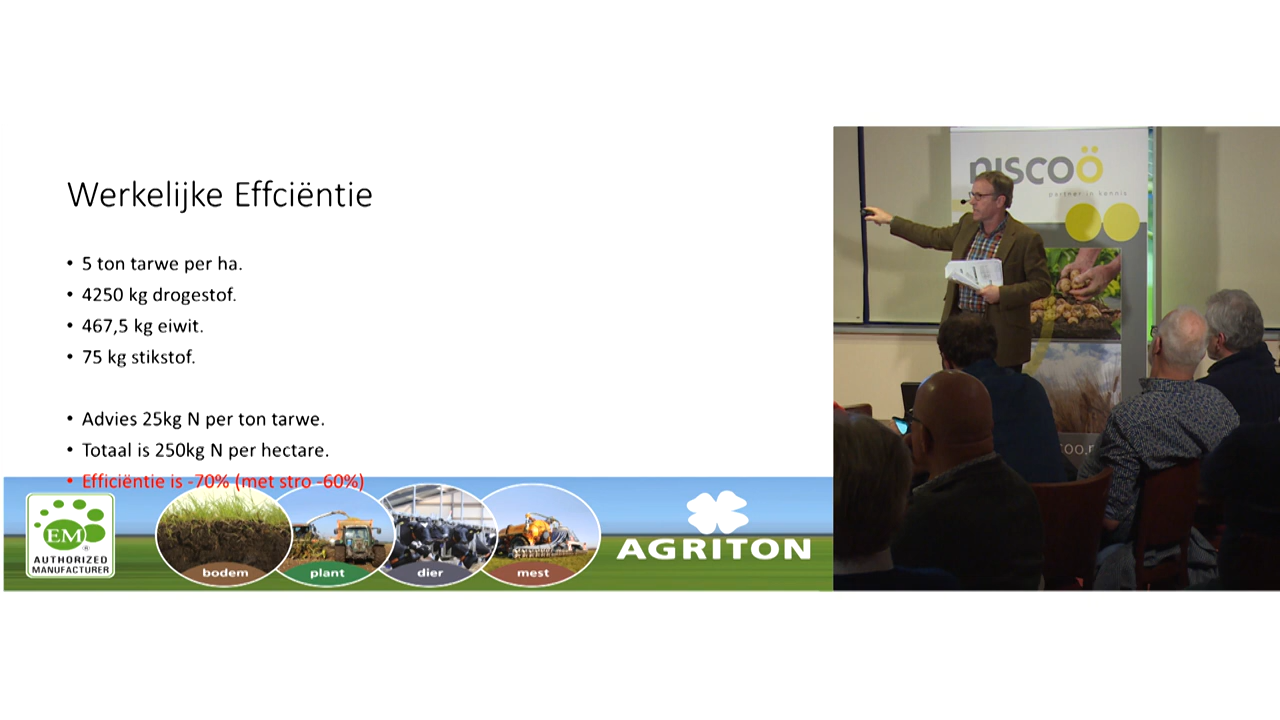 Werkelijke Effciëntie
• 5 ton tarwe per ha.
• 4250 kg drogestof.
• 467,5 kg eiwit.
• 75 kg stikstof.
• Advies 25kg N per ton tarwe.
• Totaal is 250kg N per hectare.
• Efficiëntie is -70% (met stro -60%)
EM
®
AUTHORIZED
MANUFACTURER
bodem
plant
dier
mest
AGRITON
niscoö
partner in kennis